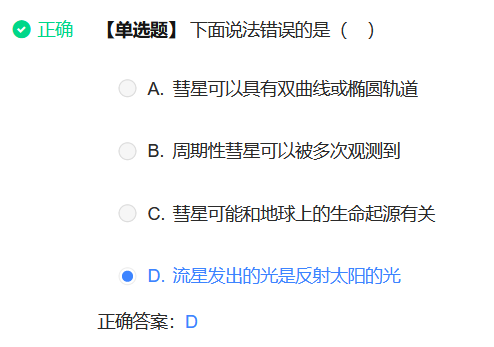 正确 【单选题】 下面说法错误的是（ ）
A. 彗星可以具有双曲线或椭圆轨道
B. 周期性彗星可以被多次观测到
C. 彗星可能和地球上的生命起源有关
D. 流星发出的光是反射太阳的光
正确答案：D